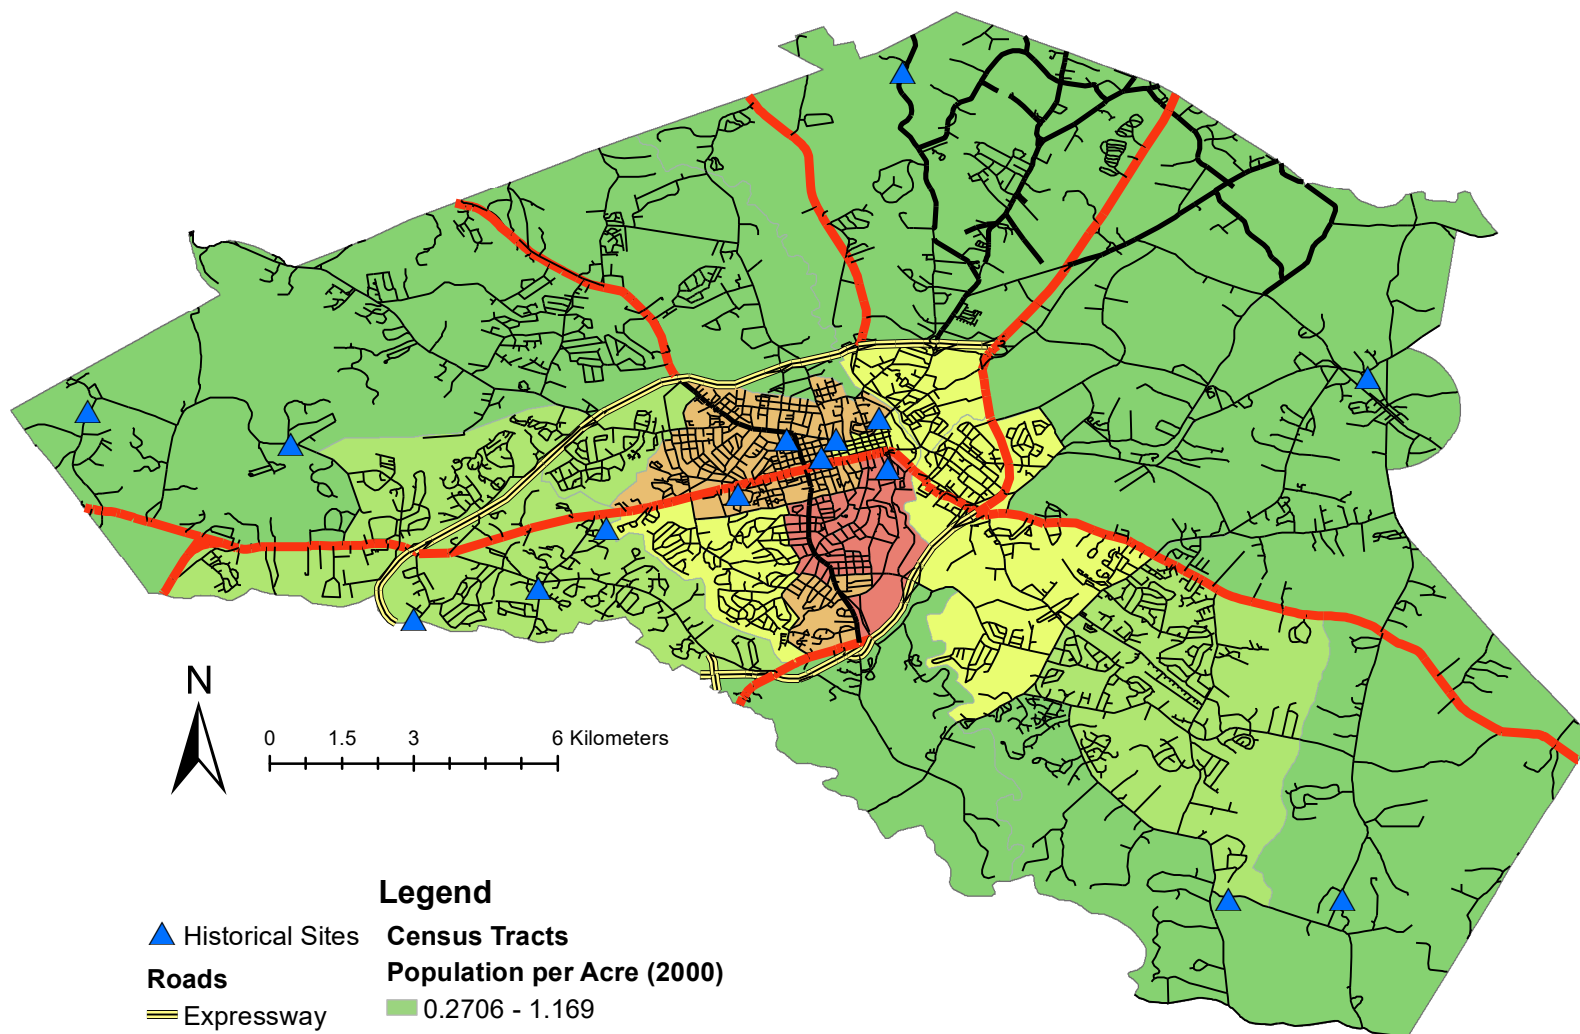 N
0 1.5 3 6 Kilometers
Legend
Historical Sites
Roads
Expressway
Census Tracts
Population per Acre (2000)
0.2706 - 1.169